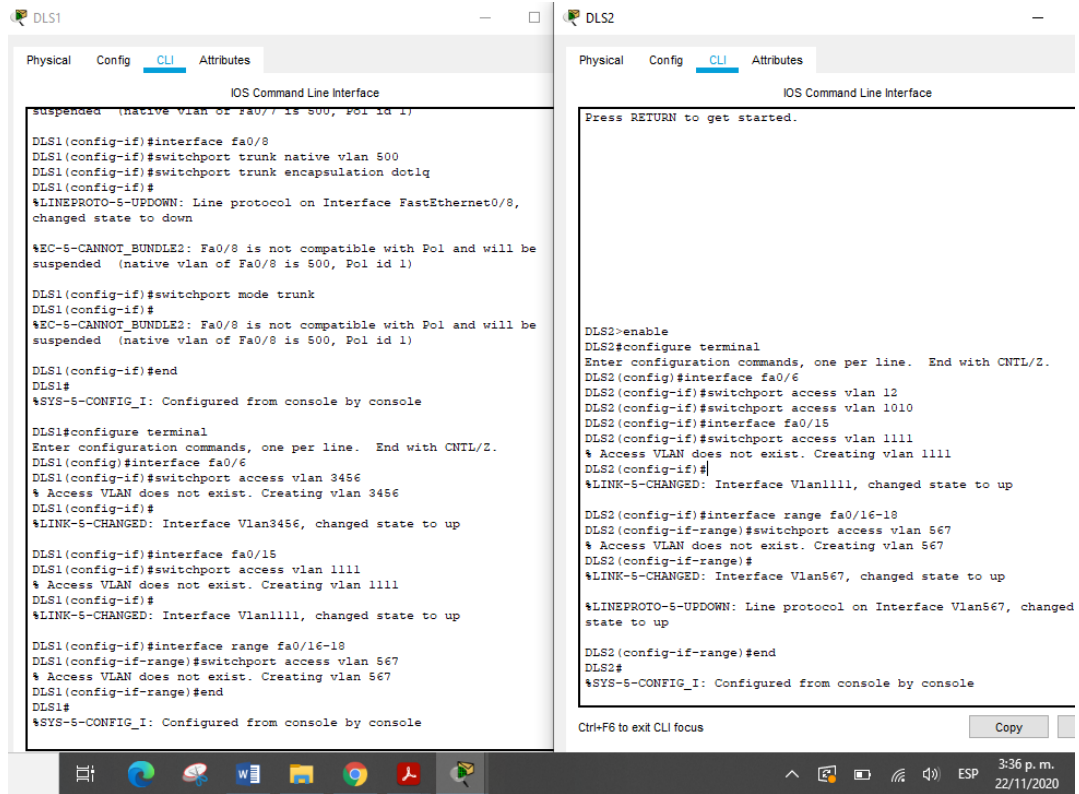 DLS1
Physical Config CLI Attributes
IOS Command Line Interface
suspended (native vlan of Fa0/7 is 500, Po1 id 1)
DLS1(config-if)#interface fa0/8
DLS1(config-if)#switchport trunk native vlan 500
DLS1(config-if)#switchport trunk encapsulation dot1q
DLS1(config-if)#
%LINEPROTO-5-UPDOWN: Line protocol on Interface FastEthernet0/8,
changed state to down
%EC-5-CANNOT_BUNDLE2: Fa0/8 is not compatible with Po1 and will be
suspended (native vlan of Fa0/8 is 500, Po1 id 1)
DLS1(config-if)#switchport mode trunk
DLS1(config-if)#
%EC-5-CANNOT_BUNDLE2: Fa0/8 is not compatible with Po1 and will be
suspended (native vlan of Fa0/8 is 500, Po1 id 1)
DLS1(config-if)#end
DLS1#
%SYS-5-CONFIG_I: Configured from console by console
DLS1#configure terminal
Enter configuration commands, one per line. End with CNTL/Z.
DLS1(config)#interface fa0/6
DLS1(config-if)#switchport access vlan 3456
% Access VLAN does not exist. Creating vlan 3456
DLS1(config-if)#
%LINK-5-CHANGED: Interface Vlan3456, changed state to up
DLS1(config-if)#interface fa0/15
DLS1(config-if)#switchport access vlan 1111
% Access VLAN does not exist. Creating vlan 1111
DLS1(config-if)#
%LINK-5-CHANGED: Interface Vlan1111, changed state to up
DLS1(config-if)#interface range fa0/16-18
DLS1(config-if-range)#switchport access vlan 567
% Access VLAN does not exist. Creating vlan 567
DLS1(config-if-range)#end
DLS1#
%SYS-5-CONFIG_I: Configured from console by console
DLS2
Physical Config CLI Attributes
IOS Command Line Interface
Press RETURN to get started.
DLS2>enable
DLS2#configure terminal
Enter configuration commands, one per line. End with CNTL/Z.
DLS2(config)#interface fa0/6
DLS2(config-if)#switchport access vlan 12
DLS2(config-if)#switchport access vlan 1010
DLS2(config-if)#interface fa0/15
DLS2(config-if)#switchport access vlan 1111
% Access VLAN does not exist. Creating vlan 1111
DLS2(config-if)#
%LINK-5-CHANGED: Interface Vlan1111, changed state to up
DLS2(config-if)#interface range fa0/16-18
DLS2(config-if-range)#switchport access vlan 567
% Access VLAN does not exist. Creating vlan 567
DLS2(config-if-range)#
%LINK-5-CHANGED: Interface Vlan567, changed state to up
%LINEPROTO-5-UPDOWN: Line protocol on Interface Vlan567, changed
state to up
DLS2(config-if-range)#end
DLS2#
%SYS-5-CONFIG_I: Configured from console by console
Ctrl+F6 to exit CLI focus
Copy
ESP
3:36 p. m.
22/11/2020